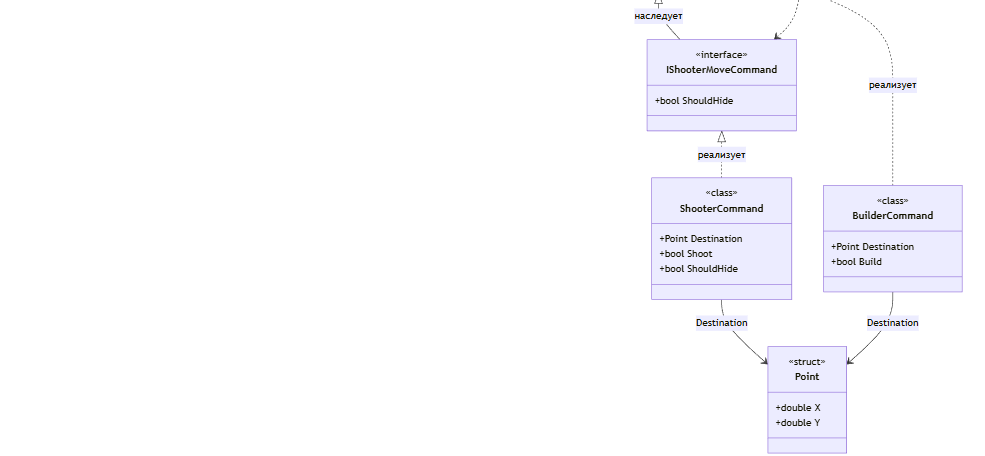 наследует
«interface»
IShooterMoveCommand
+bool ShouldHide
реализует
реализует
«class»
ShooterCommand
+Point Destination
+bool Shoot
+bool ShouldHide
«class»
BuilderCommand
+Point Destination
+bool Build
Destination
Destination
«struct»
Point
+double X
+double Y